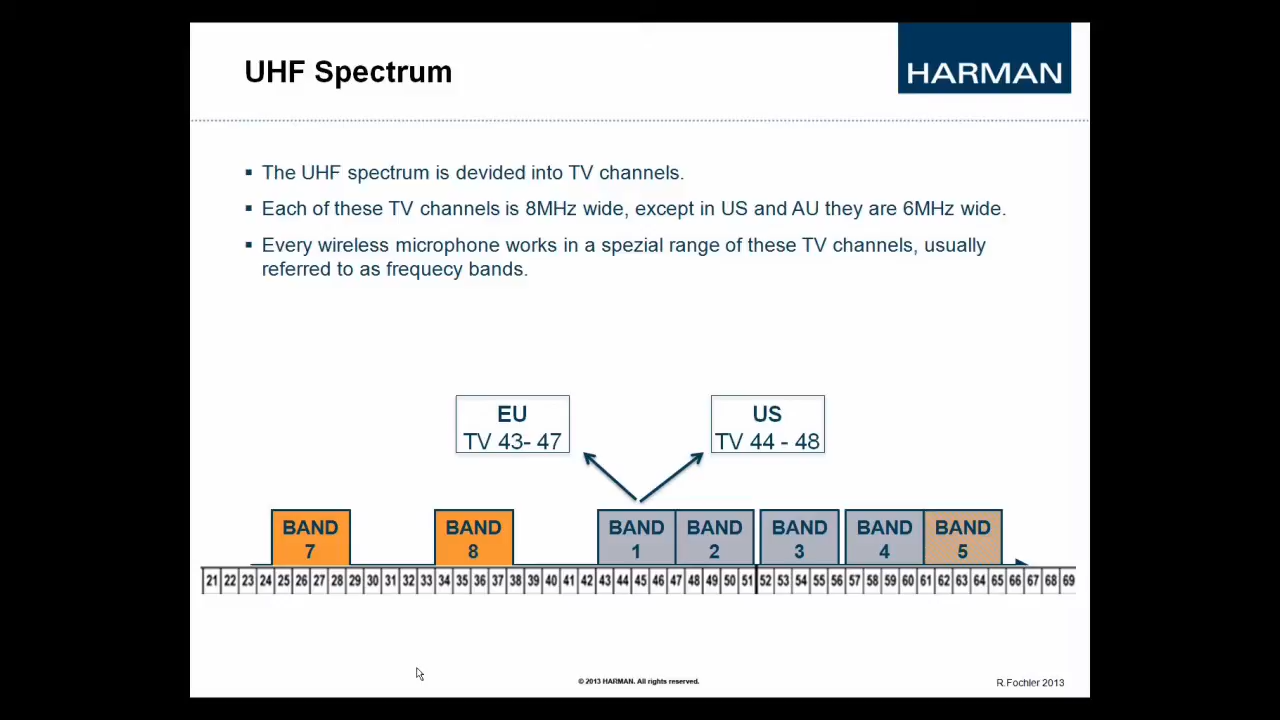 UHF Spectrum
HARMAN
▪ The UHF spectrum is devided into TV channels.
▪ Each of these TV channels is 8MHz wide, except in US and AU they are 6MHz wide.
▪ Every wireless microphone works in a spezial range of these TV channels, usually
referred to as frequecy bands.
EU
TV 43- 47
US
TV 44 - 48
BAND
7
BAND
8
BAND
1
BAND
2
BAND
3
BAND
4
BAND
5
21 22 23 24 25 26 27 28 29 30 31 32 33 34 35 36 37 38 39 40 41 42 43 44 45 46 47 48 49 50 51 52 53 54 55 56 57 58 59 60 61 62 63 64 65 66 67 68 69
© 2013 HARMAN. All rights reserved.
R.Fochler 2013